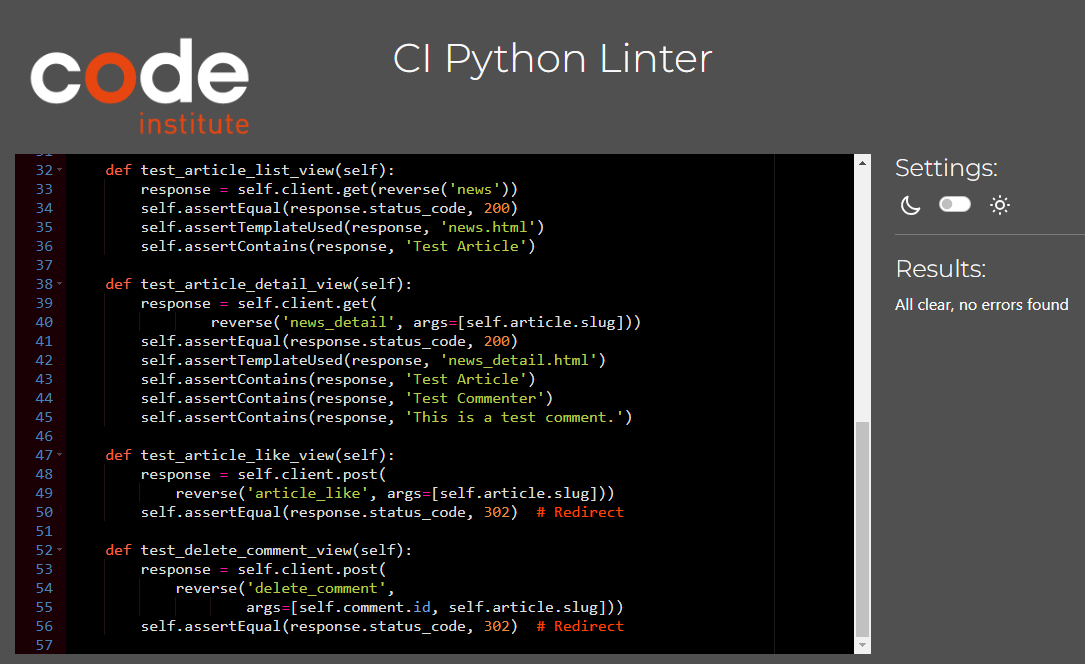 code
institute
CI Python Linter
31
32 def test_article_list_view(self):
33 response = self.client.get(reverse('news'))
34 self.assertEqual(response.status_code, 200)
35 self.assertTemplateUsed(response, 'news.html')
36 self.assertContains(response, 'Test Article')
37
38 def test_article_detail_view(self):
39 response = self.client.get(
40 reverse('news_detail', args=[self.article.slug]))
41 self.assertEqual(response.status_code, 200)
42 self.assertTemplateUsed(response, 'news_detail.html')
43 self.assertContains(response, 'Test Article')
44 self.assertContains(response, 'Test Commenter')
45 self.assertContains(response, 'This is a test comment.')
46
47 def test_article_like_view(self):
48 response = self.client.post(
49 reverse('article_like', args=[self.article.slug]))
50 self.assertEqual(response.status_code, 302)  # Redirect
51
52 def test_delete_comment_view(self):
53 response = self.client.post(
54 reverse('delete_comment',
55 args=[self.comment.id, self.article.slug]))
56 self.assertEqual(response.status_code, 302)  # Redirect
57
Settings:
Results:
All clear, no errors found